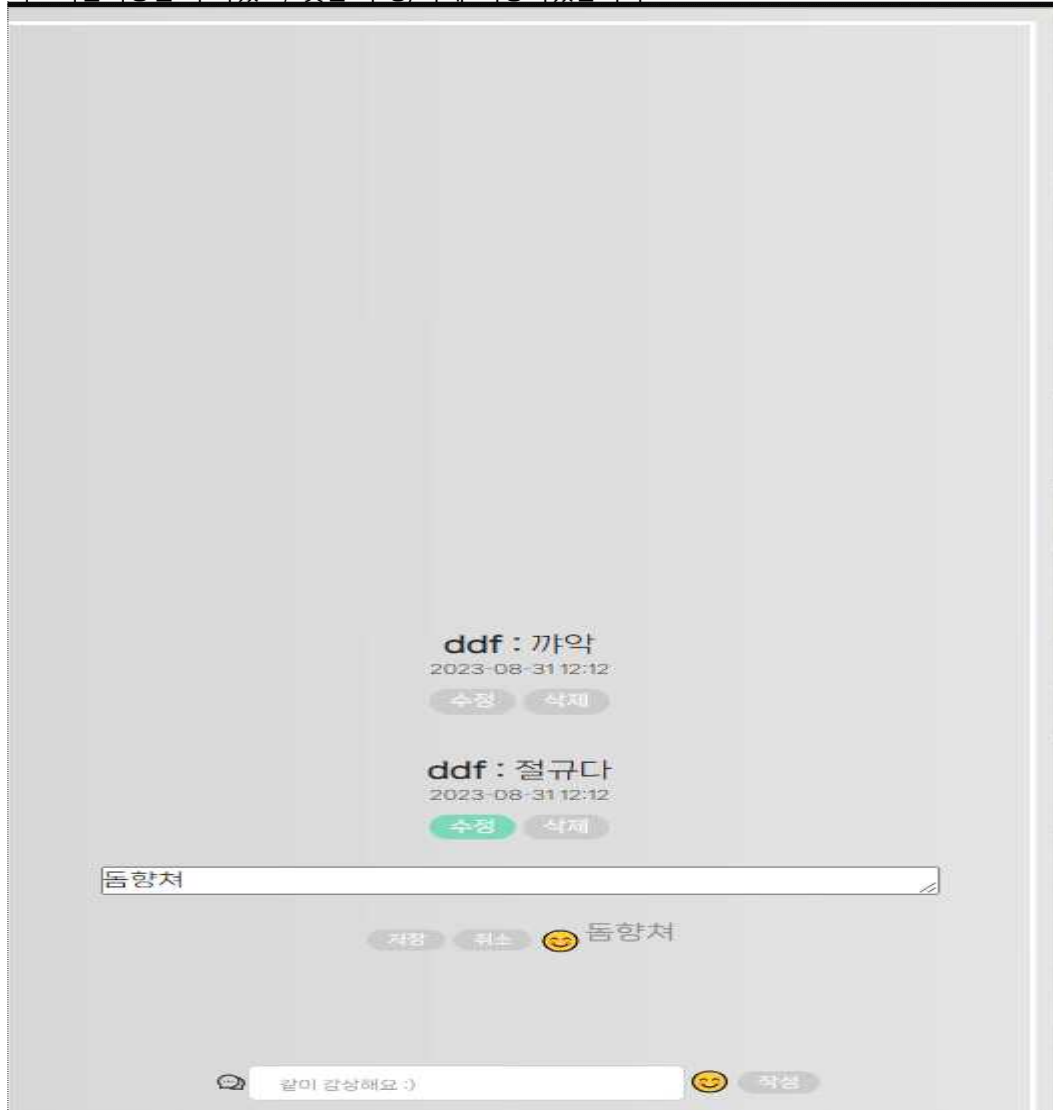 ddf : 꺄악
2023-08-31 12:12
수정 삭제
ddf : 절규다
2023-08-31 12:12
수정 삭제
돔향쳐
저장 취소 돔향쳐
같이 감상해요 :)
작성